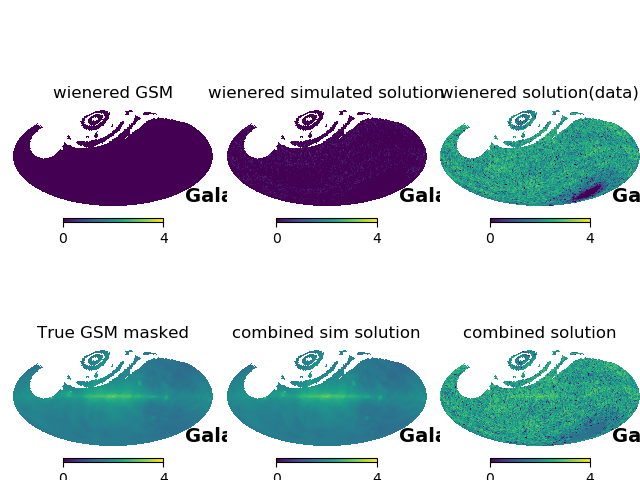 wienered GSM
wienered simulated solution
wienered solution(data)
Gala
Gala
Ga
0 4
0 4
0 4
True GSM masked
combined sim solution
combined solution
Gala
Gala
Ga
0 4
0 4
0 4